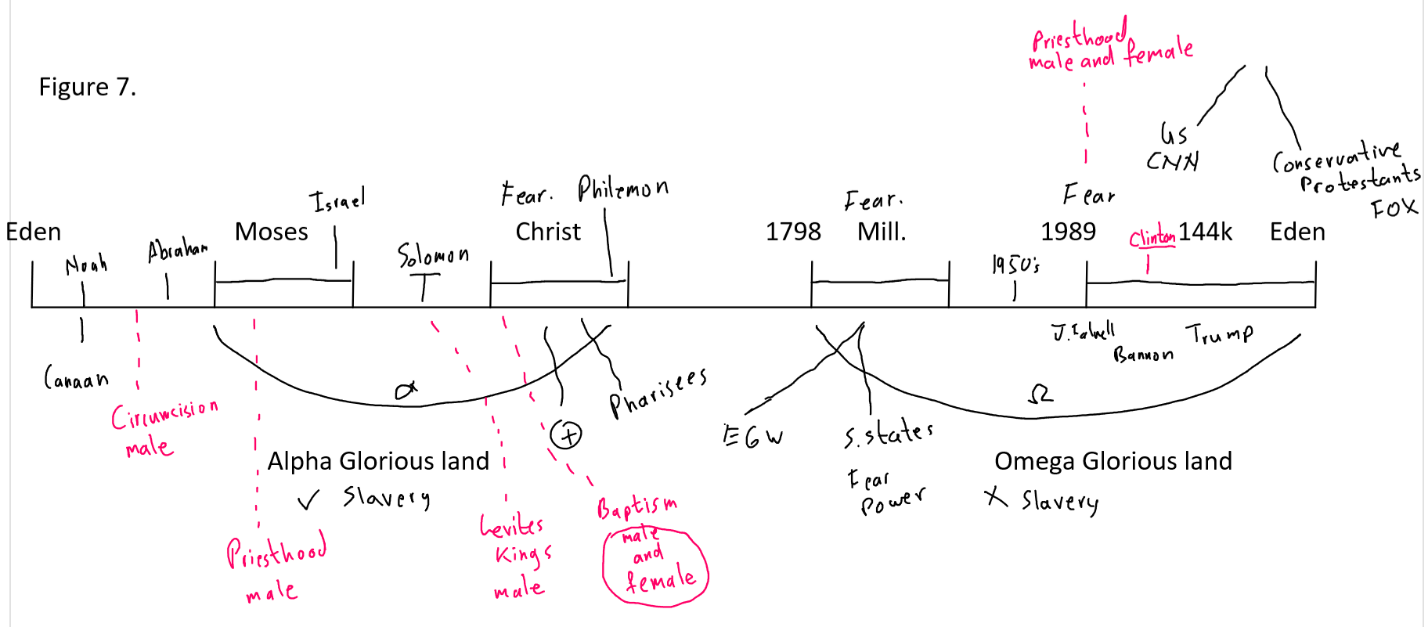 Figure 7.
Priesthood
male and female
US
CNN
Conservative
Protestants
FOX
Israel
Fear.
Philemon
Fear.
Fear
Eden
Noah
Abraham
Moses
Solomon
Christ
1798
Mill.
1950's
1989
Clinton
144k
Eden
Canaan
J. Falwell
Bannon
Trump
Circumcision
male
α
Pharisees
+
EGW
S. States
Fear
Power
Ω
Alpha Glorious land
✓ Slavery
Omega Glorious land
X Slavery
Priesthood
male
Levites
Kings
male
Baptism
male
and
female